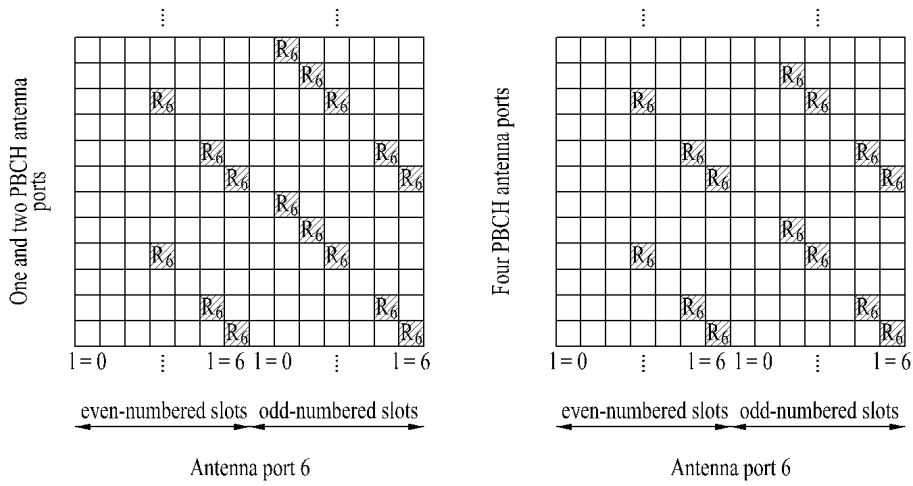 One and two PBCH antenna
ports
R6
R6
R6 R6
R6 R6
R6 R6
R6
R6
R6 R6
R6 R6
R6 R6
l = 0 l = 6 l = 0 l = 6
even-numbered slots odd-numbered slots
Antenna port 6
Four PBCH antenna ports
R6
R6 R6
R6 R6
R6 R6
R6
R6 R6
R6 R6
R6 R6
l = 0 l = 6 l = 0 l = 6
even-numbered slots odd-numbered slots
Antenna port 6